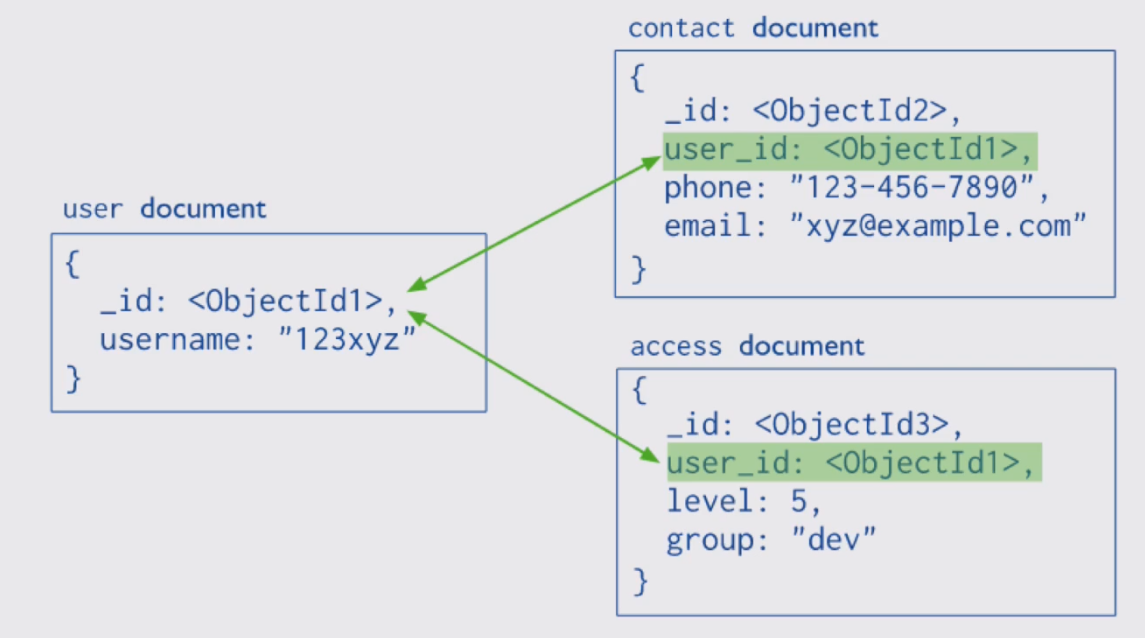 user document
{
_id: <ObjectId1>,
username: "123xyz"
}
contact document
{
_id: <ObjectId2>,
user_id: <ObjectId1>,
phone: "123-456-7890",
email: "xyz@example.com"
}
access document
{
_id: <ObjectId3>,
user_id: <ObjectId1>,
level: 5,
group: "dev"
}